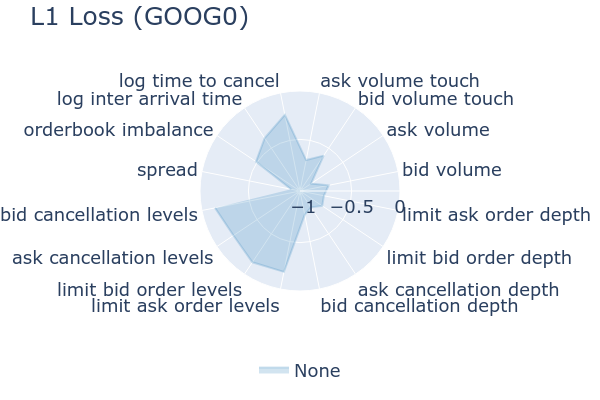 L1 Loss (GOOG0)
log time to cancel
ask volume touch
log inter arrival time
bid volume touch
orderbook imbalance
ask volume
spread
bid volume
−1
−0.5
0
bid cancellation levels
limit ask order depth
ask cancellation levels
limit bid order depth
limit bid order levels
ask cancellation depth
limit ask order levels
bid cancellation depth
None